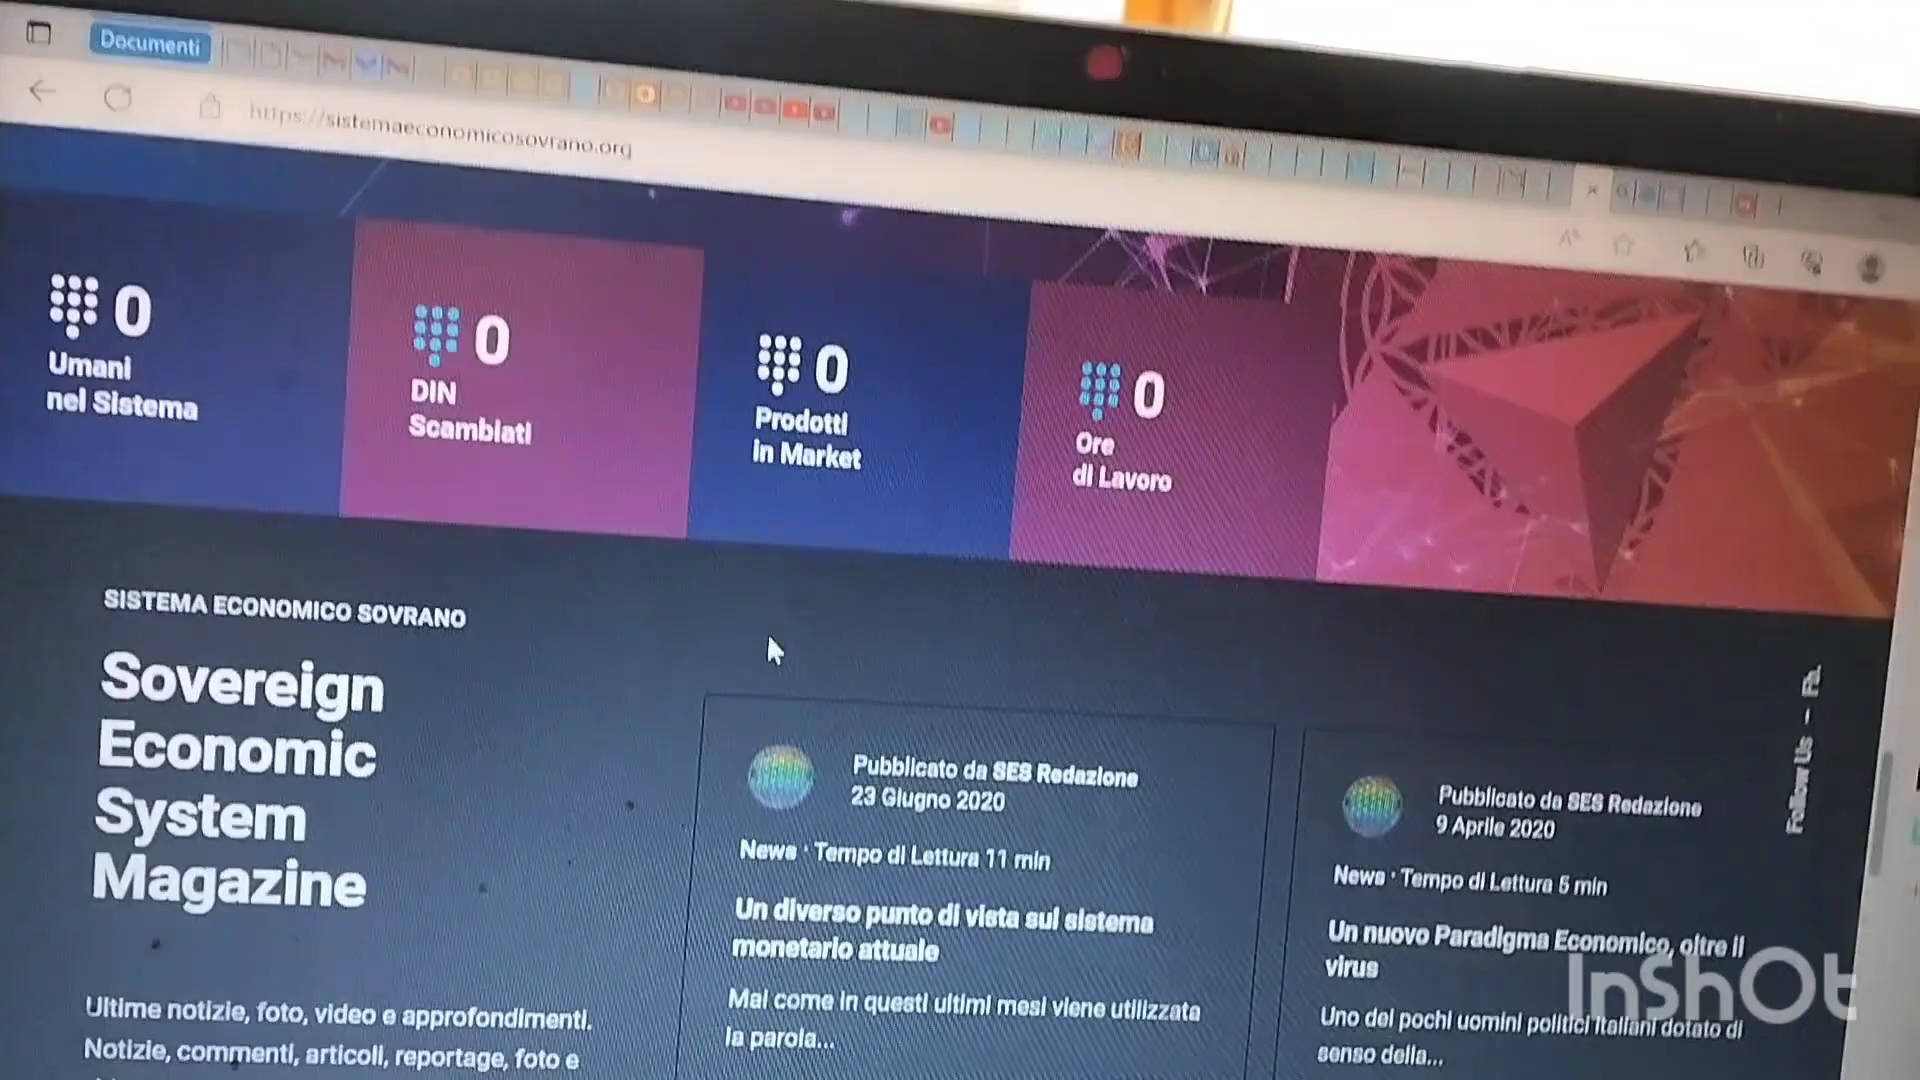 Documenti
https://sistemaeconomicosovrano.org
0
Umani
nel Sistema
0
DIN
Scambiati
0
Prodotti
in Market
0
Ore
di Lavoro
SISTEMA ECONOMICO SOVRANO
Sovereign
Economic
System
Magazine
Ultime notizie, foto, video e approfondimenti.
Notizie, commenti, articoli, reportage, foto e
Pubblicato da SES Redazione
23 Giugno 2020
News · Tempo di Lettura 11 min
Un diverso punto di vista sul sistema
monetario attuale
Mai come in questi ultimi mesi viene utilizzata
la parola...
Pubblicato da SES Redazione
9 Aprile 2020
News · Tempo di Lettura 5 min
Un nuovo Paradigma Economico, oltre il
virus
Uno dei pochi uomini politici italiani dotato di
senso della...
Follow Us – Fb.
InShOt